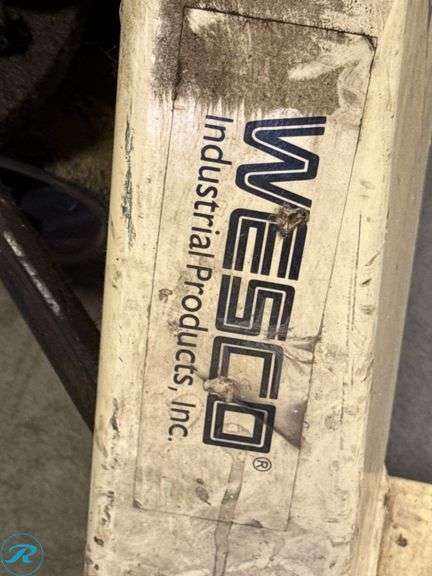 WESCO®
Industrial Products, Inc.
R